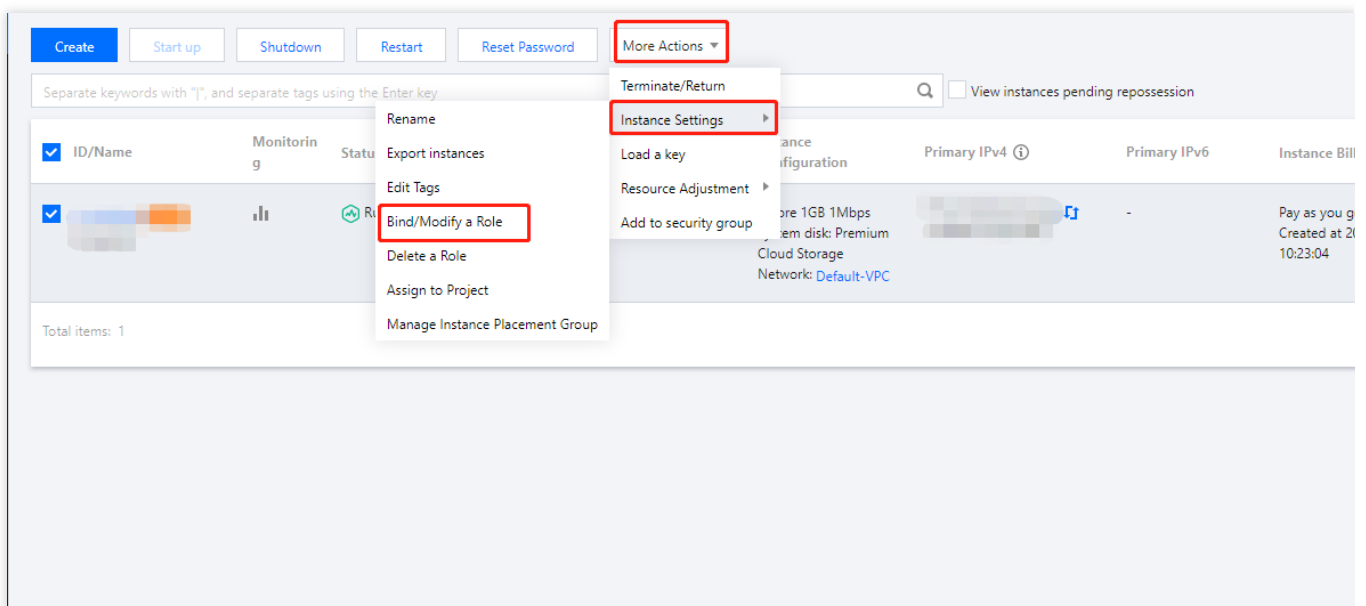 Create Start up Shutdown Restart Reset Password More Actions
Separate keywords with "|", and separate tags using the Enter key
View instances pending repossession
Terminate/Return
Instance Settings
Load a key
Resource Adjustment
Add to security group
Rename
Export instances
Edit Tags
Bind/Modify a Role
Delete a Role
Assign to Project
Manage Instance Placement Group
ID/Name
Monitorin
g
Primary IPv4
Primary IPv6
Instance
1GB 1Mbps
disk: Premium
Cloud Storage
Network: Default-VPC
-
Pay as you
Created at
10:23:04
Total items: 1